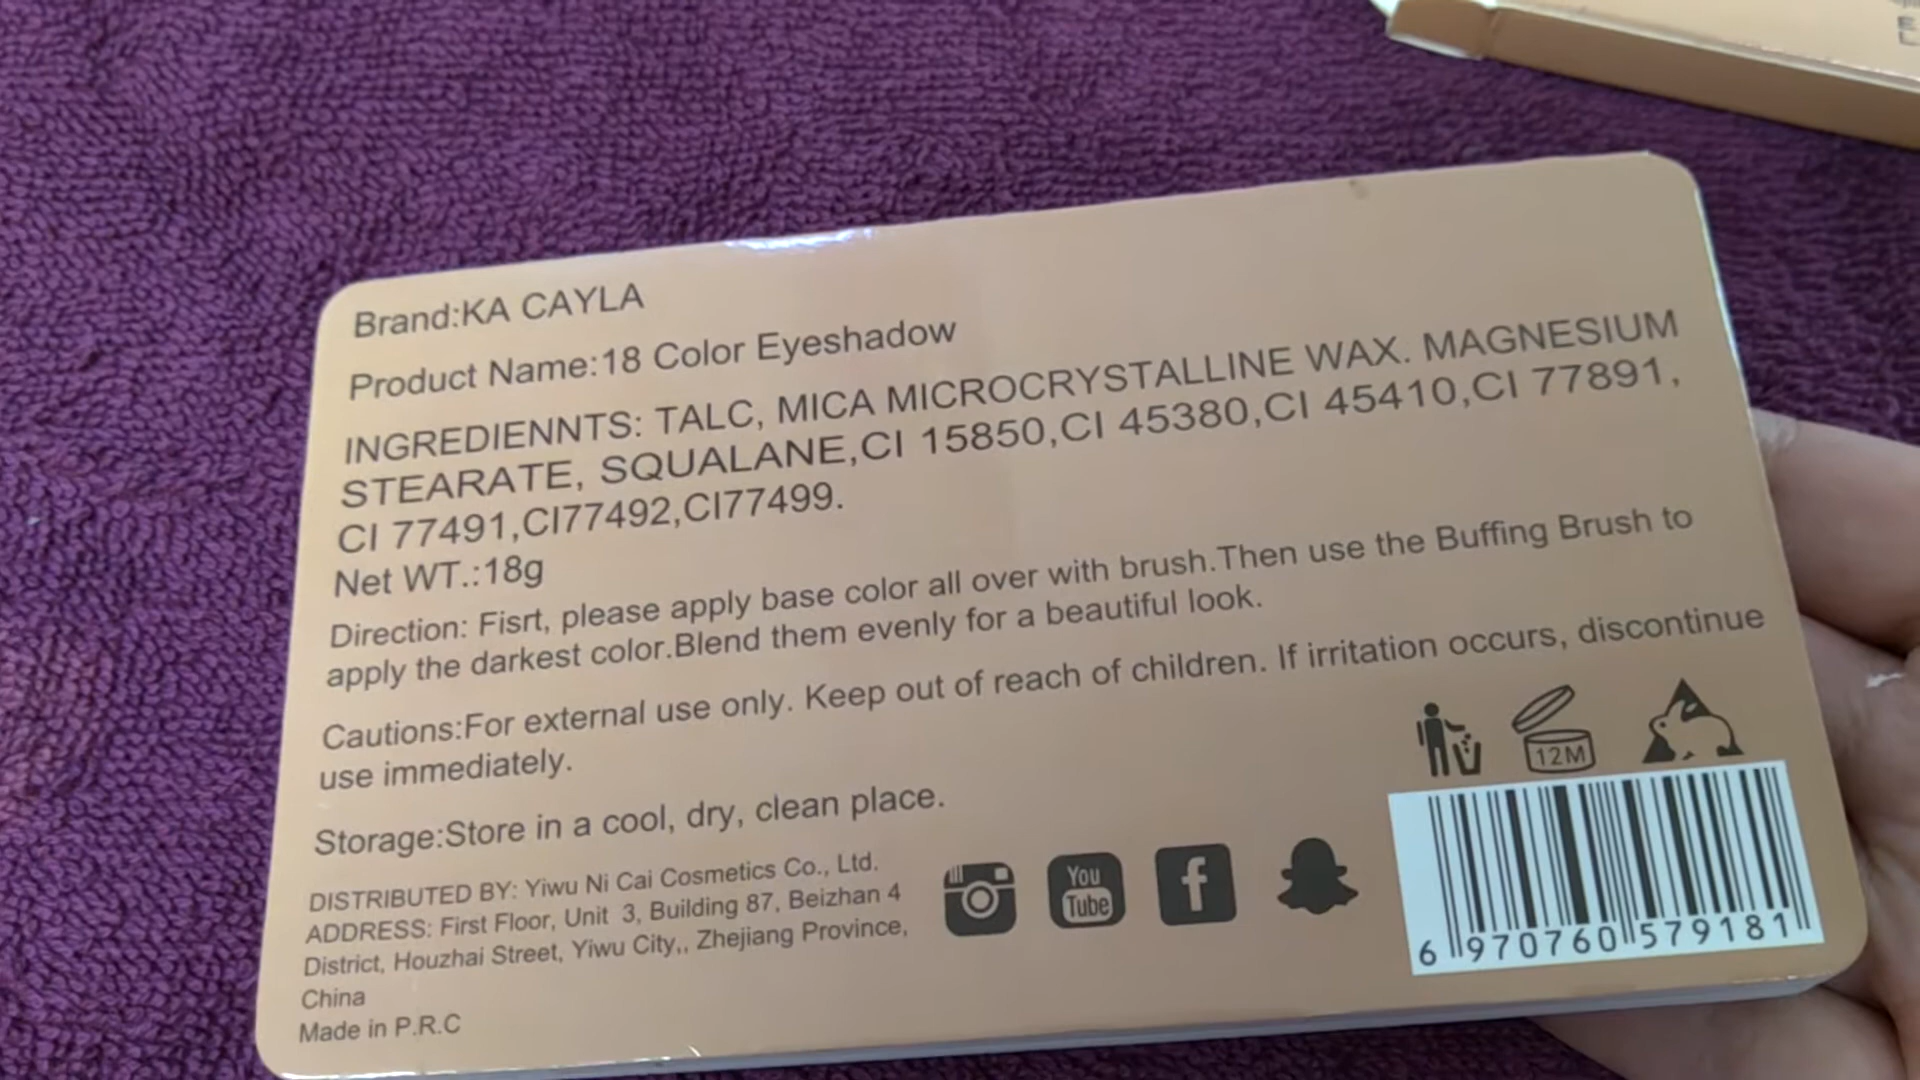 Brand:KA CAYLA
Product Name:18 Color Eyeshadow
INGREDIENNTS: TALC, MICA MICROCRYSTALLINE WAX. MAGNESIUM
STEARATE, SQUALANE,CI 15850,CI 45380,CI 45410,CI 77891,
CI 77491,CI77492,CI77499.
Net WT.:18g
Direction: Fisrt, please apply base color all over with brush.Then use the Buffing Brush to
apply the darkest color.Blend them evenly for a beautiful look.
Cautions:For external use only. Keep out of reach of children. If irritation occurs, discontinue
use immediately.
Storage:Store in a cool, dry, clean place.
DISTRIBUTED BY: Yiwu Ni Cai Cosmetics Co., Ltd.
ADDRESS: First Floor, Unit 3, Building 87, Beizhan 4
District, Houzhai Street, Yiwu City,, Zhejiang Province,
China
Made in P.R.C
You
Tube
f
12M
6 970760 579181